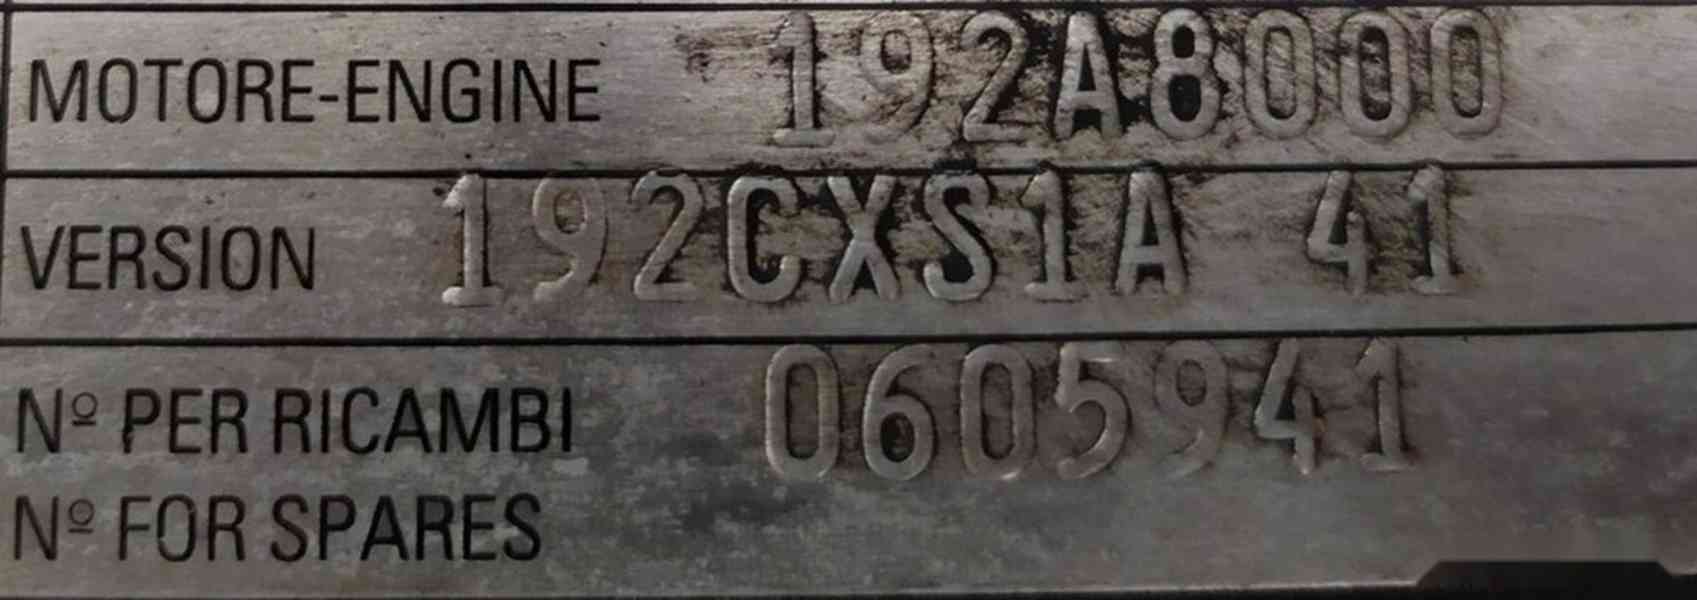 MOTORE-ENGINE 192A8000
VERSION 192CXS1A 41
Nº PER RICAMBI 0605941
Nº FOR SPARES